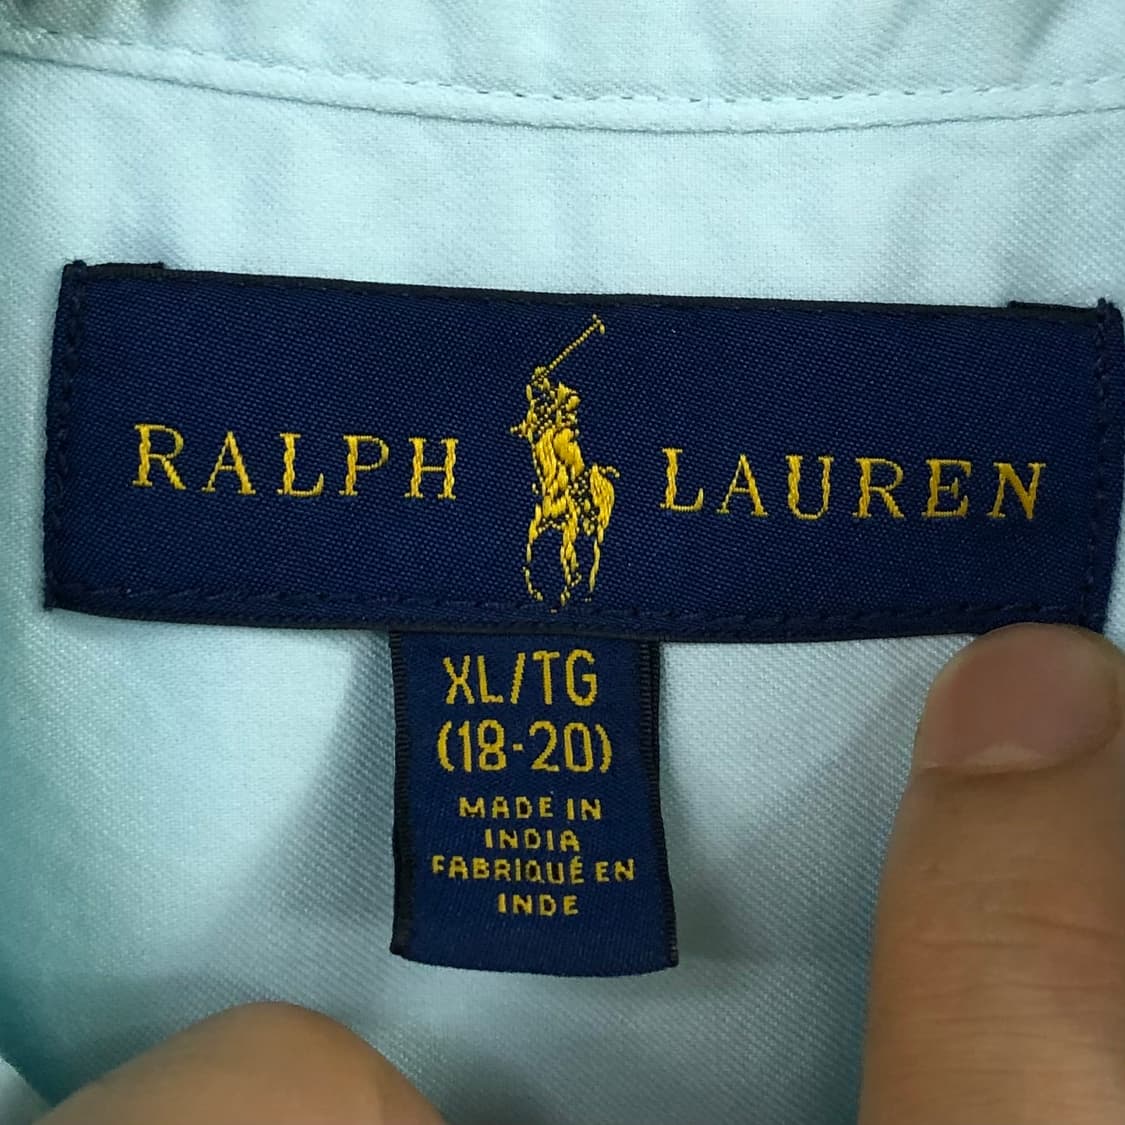 RALPH LAUREN
XL/TG
(18-20)
MADE IN
INDIA
FABRIQUÉ EN
INDE